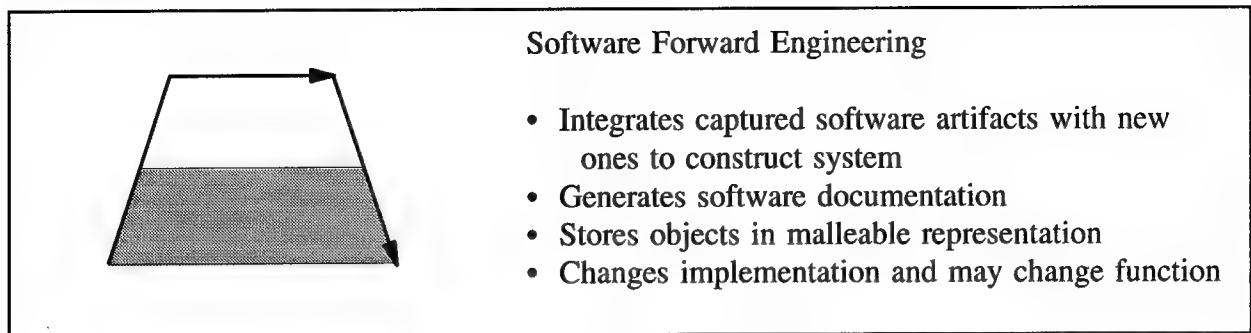 Software Forward Engineering
• Integrates captured software artifacts with new
ones to construct system
• Generates software documentation
• Stores objects in malleable representation
• Changes implementation and may change function